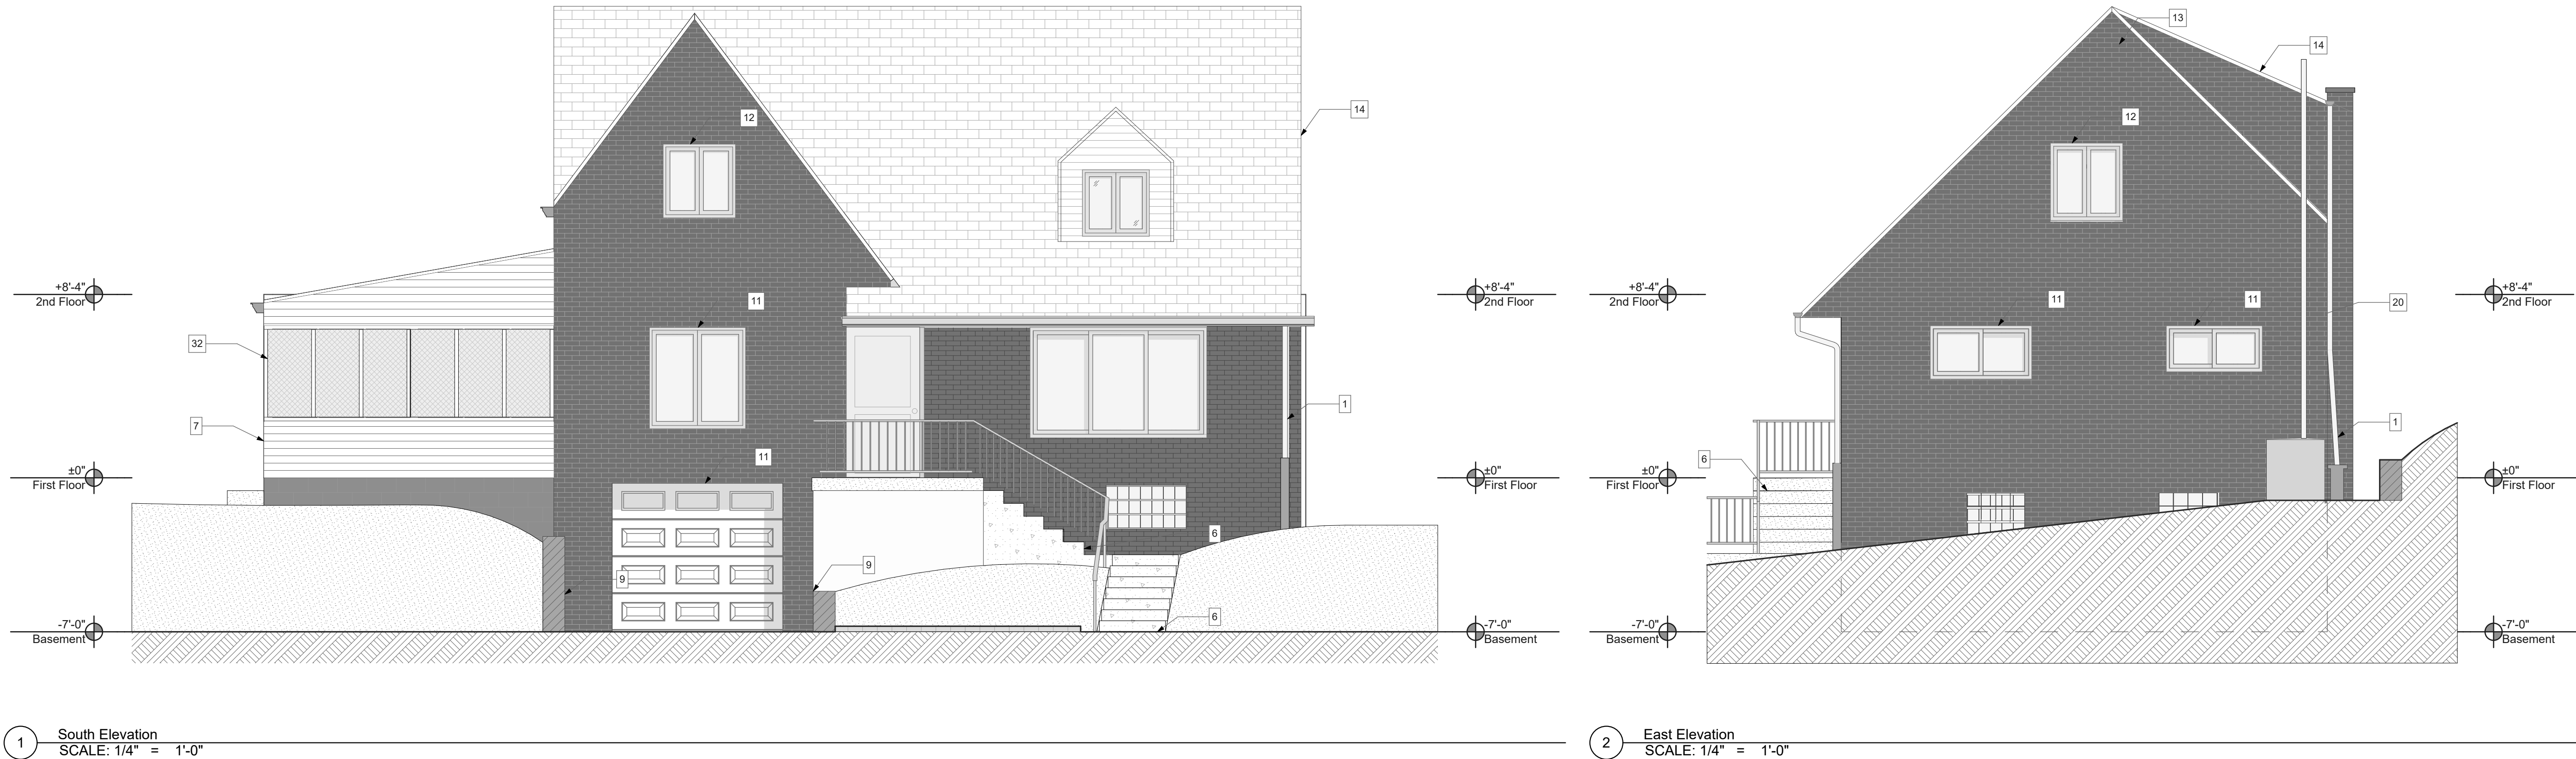 13
14
12
14
12
+8'-4"
2nd Floor
11
+8'-4"
2nd Floor
+8'-4"
2nd Floor
11
11
20
+8'-4"
2nd Floor
32
7
1
1
11
6
±0"
First Floor
±0"
First Floor
±0"
First Floor
±0"
First Floor
6
9
9
6
-7'-0"
Basement
-7'-0"
Basement
-7'-0"
Basement
-7'-0"
Basement
1
South Elevation
SCALE: 1/4" = 1'-0"
2
East Elevation
SCALE: 1/4" = 1'-0"